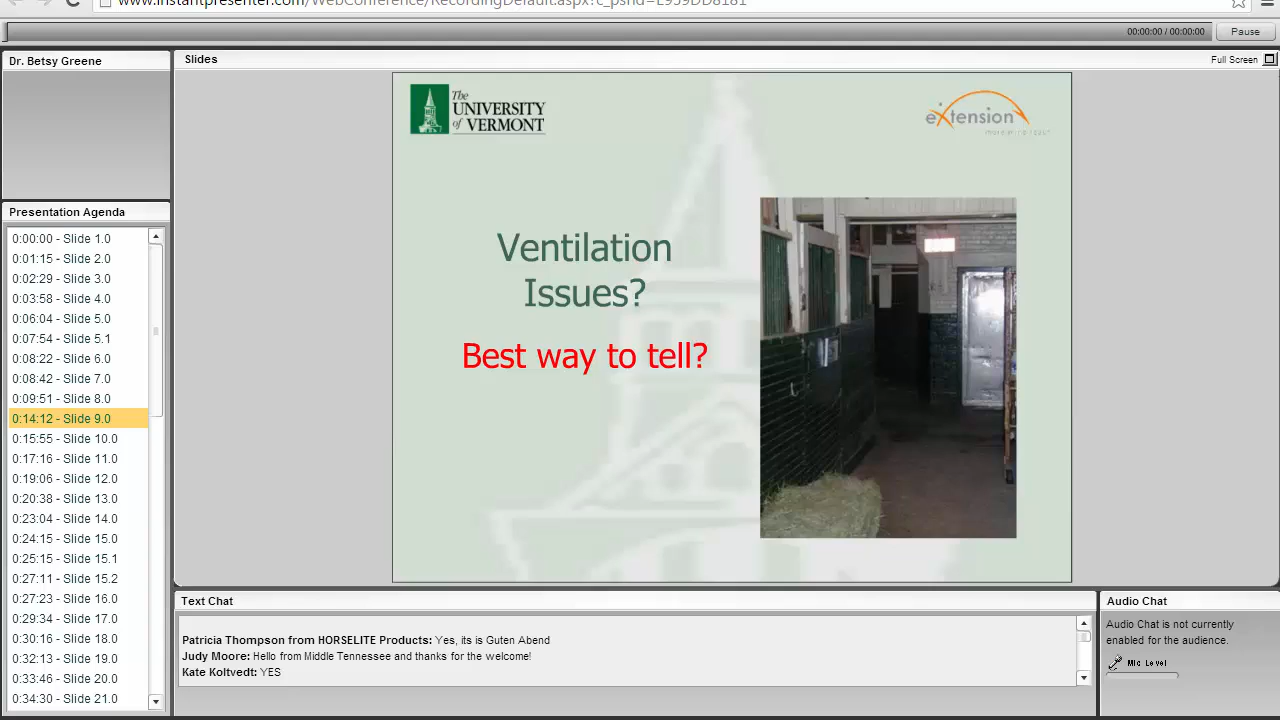 www.instantpresenter.com/WebConference/RecordingDefault.aspx?c_psrid=E959DD8181
00:00:00 / 00:00:00
Pause
Dr. Betsy Greene
Slides
Full Screen
The
UNIVERSITY
of VERMONT
eXtension
Ventilation
Issues?
Best way to tell?
Presentation Agenda
0:00:00 - Slide 1.0
0:01:15 - Slide 2.0
0:02:29 - Slide 3.0
0:03:58 - Slide 4.0
0:06:04 - Slide 5.0
0:07:54 - Slide 5.1
0:08:22 - Slide 6.0
0:08:42 - Slide 7.0
0:09:51 - Slide 8.0
0:14:12 - Slide 9.0
0:15:55 - Slide 10.0
0:17:16 - Slide 11.0
0:19:06 - Slide 12.0
0:20:38 - Slide 13.0
0:23:04 - Slide 14.0
0:24:15 - Slide 15.0
0:25:15 - Slide 15.1
0:27:11 - Slide 15.2
0:27:23 - Slide 16.0
0:29:34 - Slide 17.0
0:30:16 - Slide 18.0
0:32:13 - Slide 19.0
0:33:46 - Slide 20.0
0:34:30 - Slide 21.0
Text Chat
Patricia Thompson from HORSELITE Products: Yes, its is Guten Abend
Judy Moore: Hello from Middle Tennessee and thanks for the welcome!
Kate Koltvedt: YES
Audio Chat
Audio Chat is not currently
enabled for the audience.
Mic Level